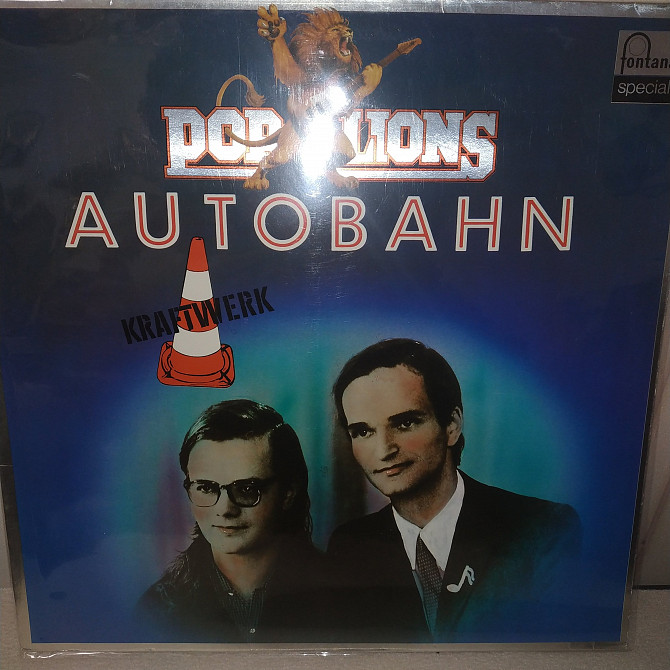 fontana
special
POP LIONS
AUTOBAHN
KRAFTWERK